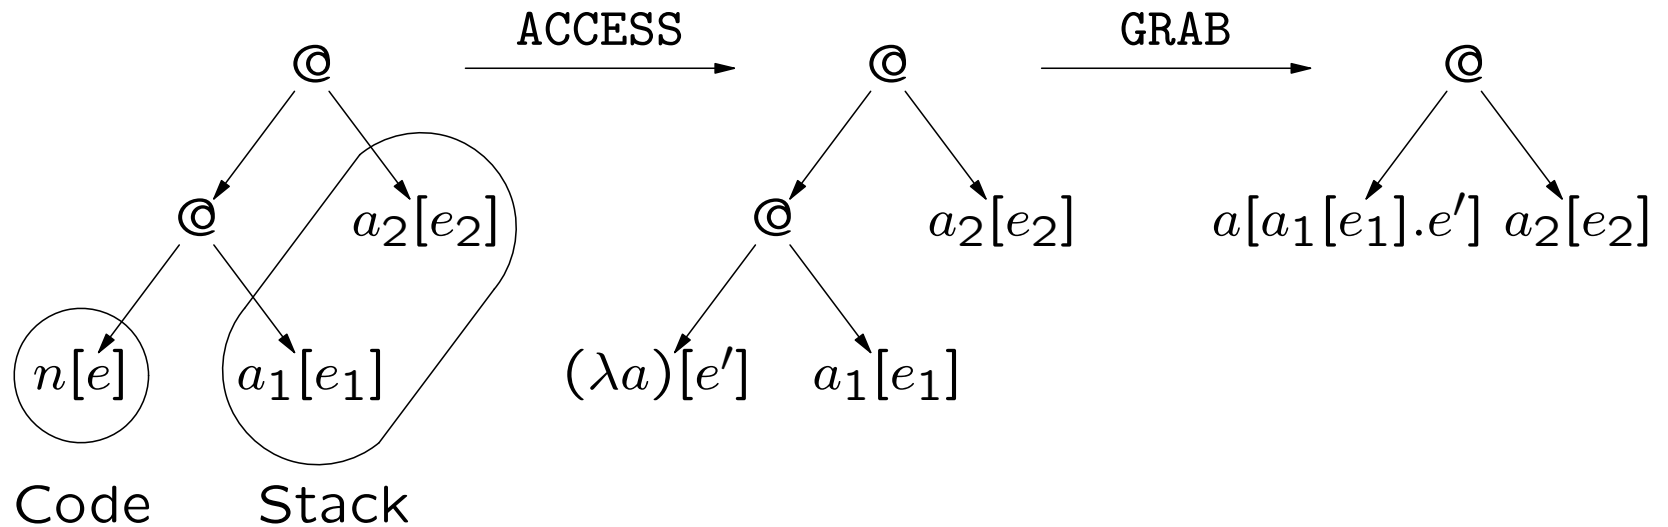 ACCESS GRAB
@ @ @
@ a₂[e₂] @ a₂[e₂] a[a₁[e₁].e′] a₂[e₂]
n[e] a₁[e₁] (λa)[e′] a₁[e₁]
Code Stack